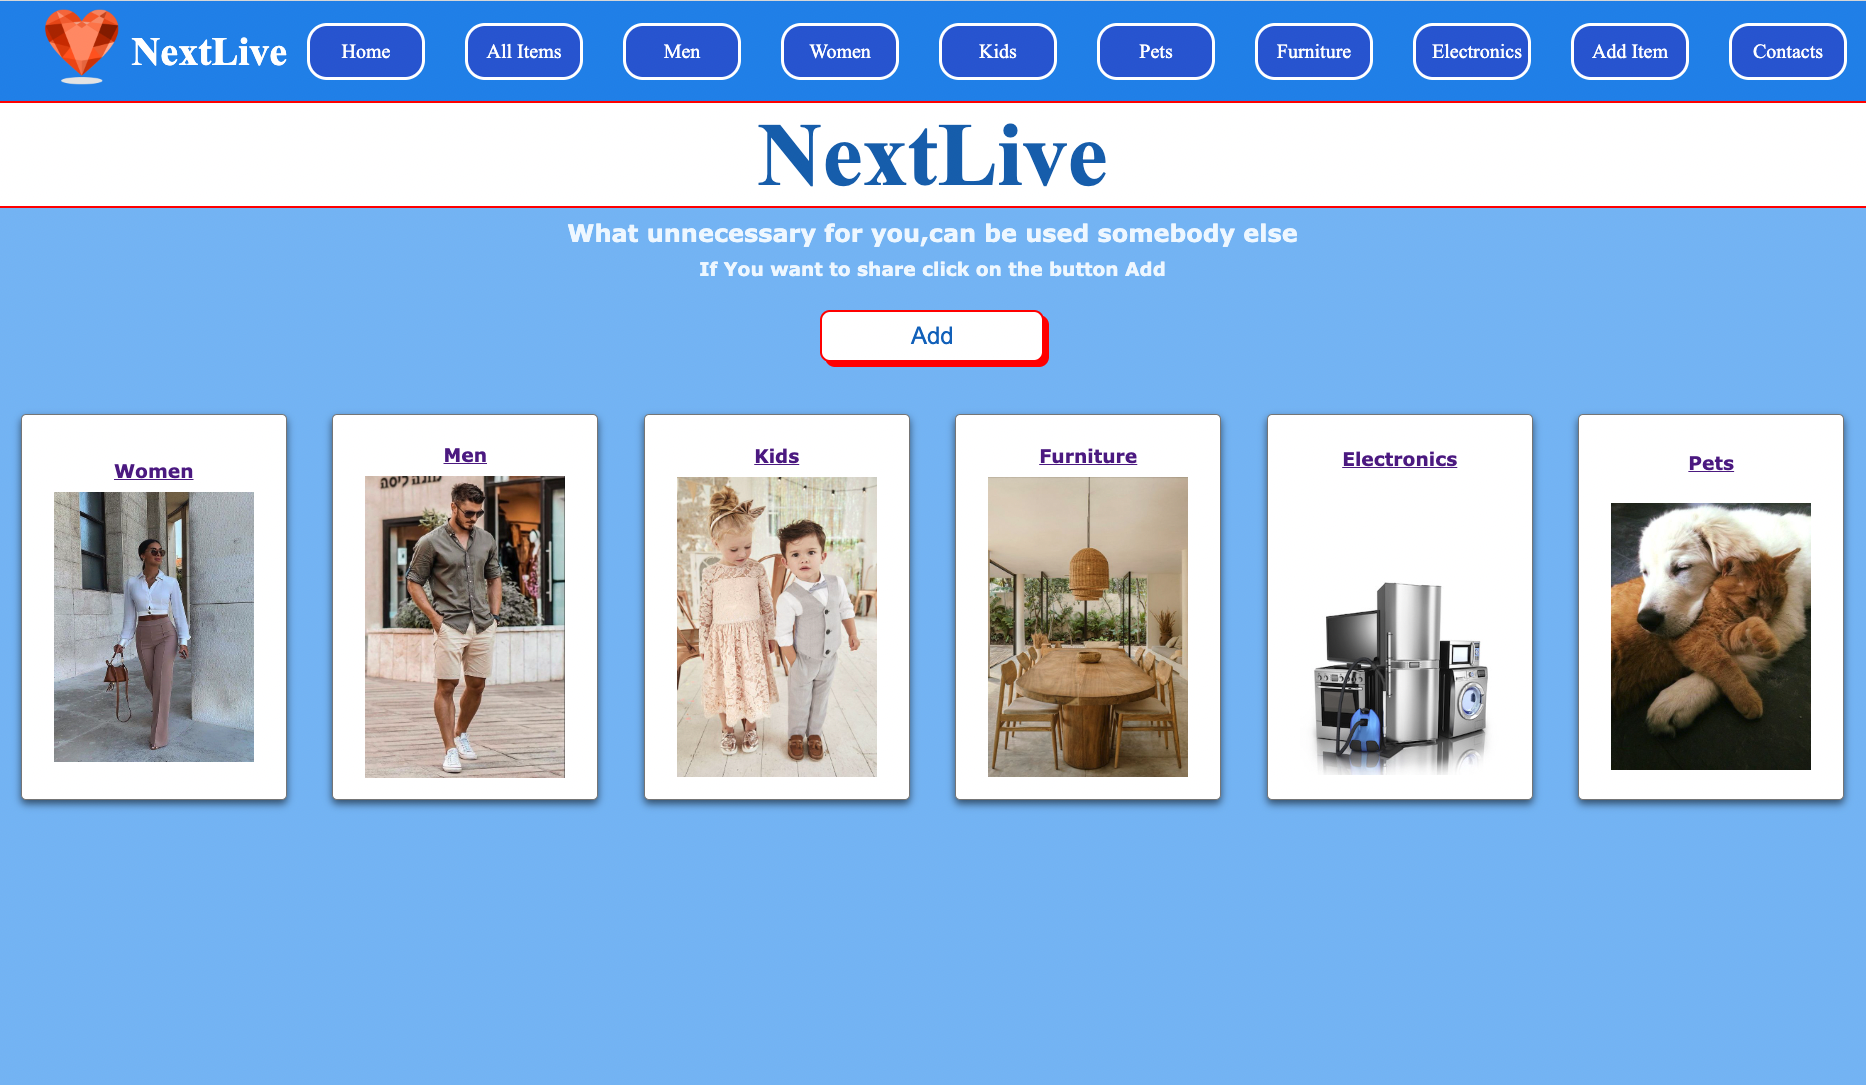 NextLive
Home
All Items
Men
Women
Kids
Pets
Furniture
Electronics
Add Item
Contacts
NextLive
What unnecessary for you,can be used somebody else
If You want to share click on the button Add
Add
Women
Men
Kids
Furniture
Electronics
Pets